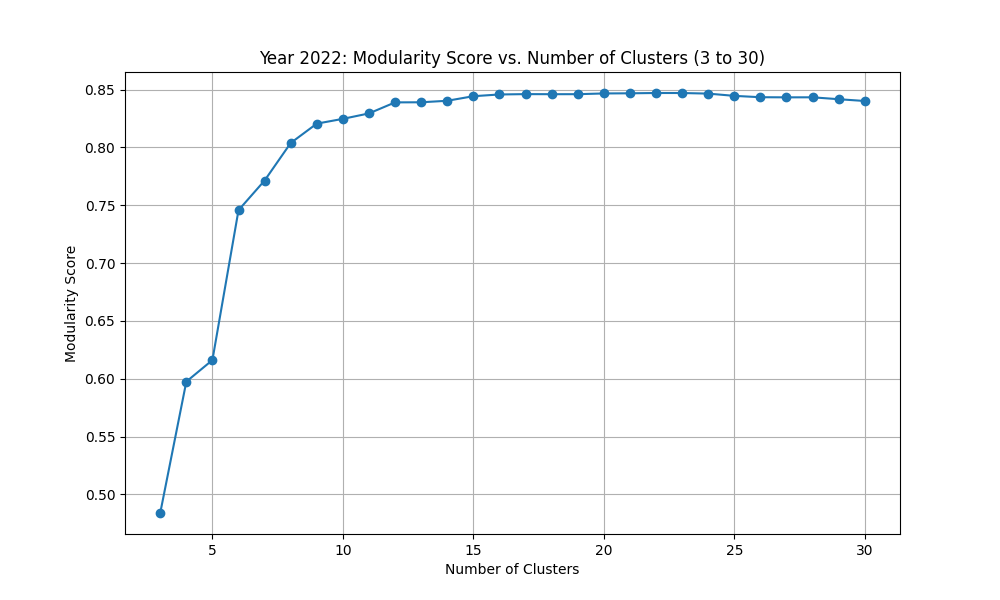 Year 2022: Modularity Score vs. Number of Clusters (3 to 30)
Modularity Score
0.85
0.80
0.75
0.70
0.65
0.60
0.55
0.50
5 10 15 20 25 30
Number of Clusters